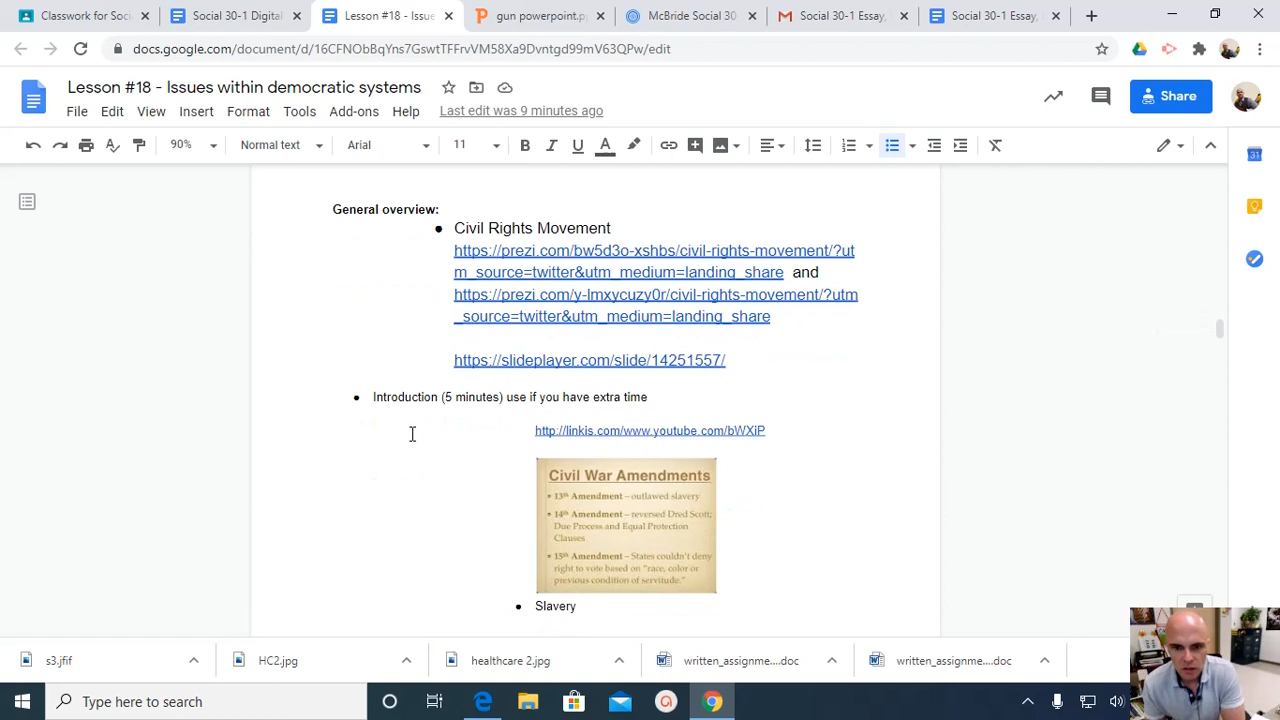 Classwork for Soci
Social 30-1 Digital
Lesson #18 - Issue
gun powerpoint.p
McBride Social 30
Social 30-1 Essay,
Social 30-1 Essay,
docs.google.com/document/d/16CFNObBqYns7GswtTFFrvVM58Xa9Dvntgd99mV63QPw/edit
Lesson #18 - Issues within democratic systems
File Edit View Insert Format Tools Add-ons Help Last edit was 9 minutes ago
Share
90% Normal text Arial 11 B I U A
31
General overview:
● Civil Rights Movement
https://prezi.com/bw5d3o-xshbs/civil-rights-movement/?ut
m_source=twitter&utm_medium=landing_share and
https://prezi.com/y-lmxycuzy0r/civil-rights-movement/?utm
_source=twitter&utm_medium=landing_share
https://slideplayer.com/slide/14251557/
● Introduction (5 minutes) use if you have extra time
http://linkis.com/www.youtube.com/bWXiP
Civil War Amendments
• 13th Amendment – outlawed slavery
• 14th Amendment – reversed Dred Scott;
Due Process and Equal Protection
Clauses
• 15th Amendment – States couldn't deny
right to vote based on "race, color or
previous condition of servitude."
● Slavery
s3.jfif
HC2.jpg
healthcare 2.jpg
written_assignme....doc
written_assignme....doc
Type here to search